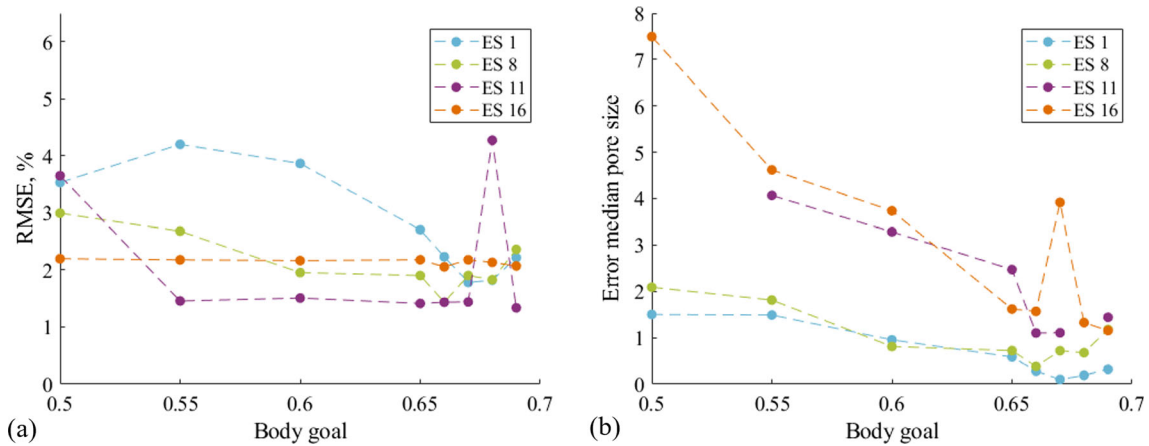 6
5
4
3
2
1
0
RMSE, %
ES 1
ES 8
ES 11
ES 16
0.5
0.55
0.6
0.65
0.7
Body goal
(a)
8
7
6
5
4
3
2
1
0
Error median pore size
ES 1
ES 8
ES 11
ES 16
0.5
0.55
0.6
0.65
0.7
Body goal
(b)